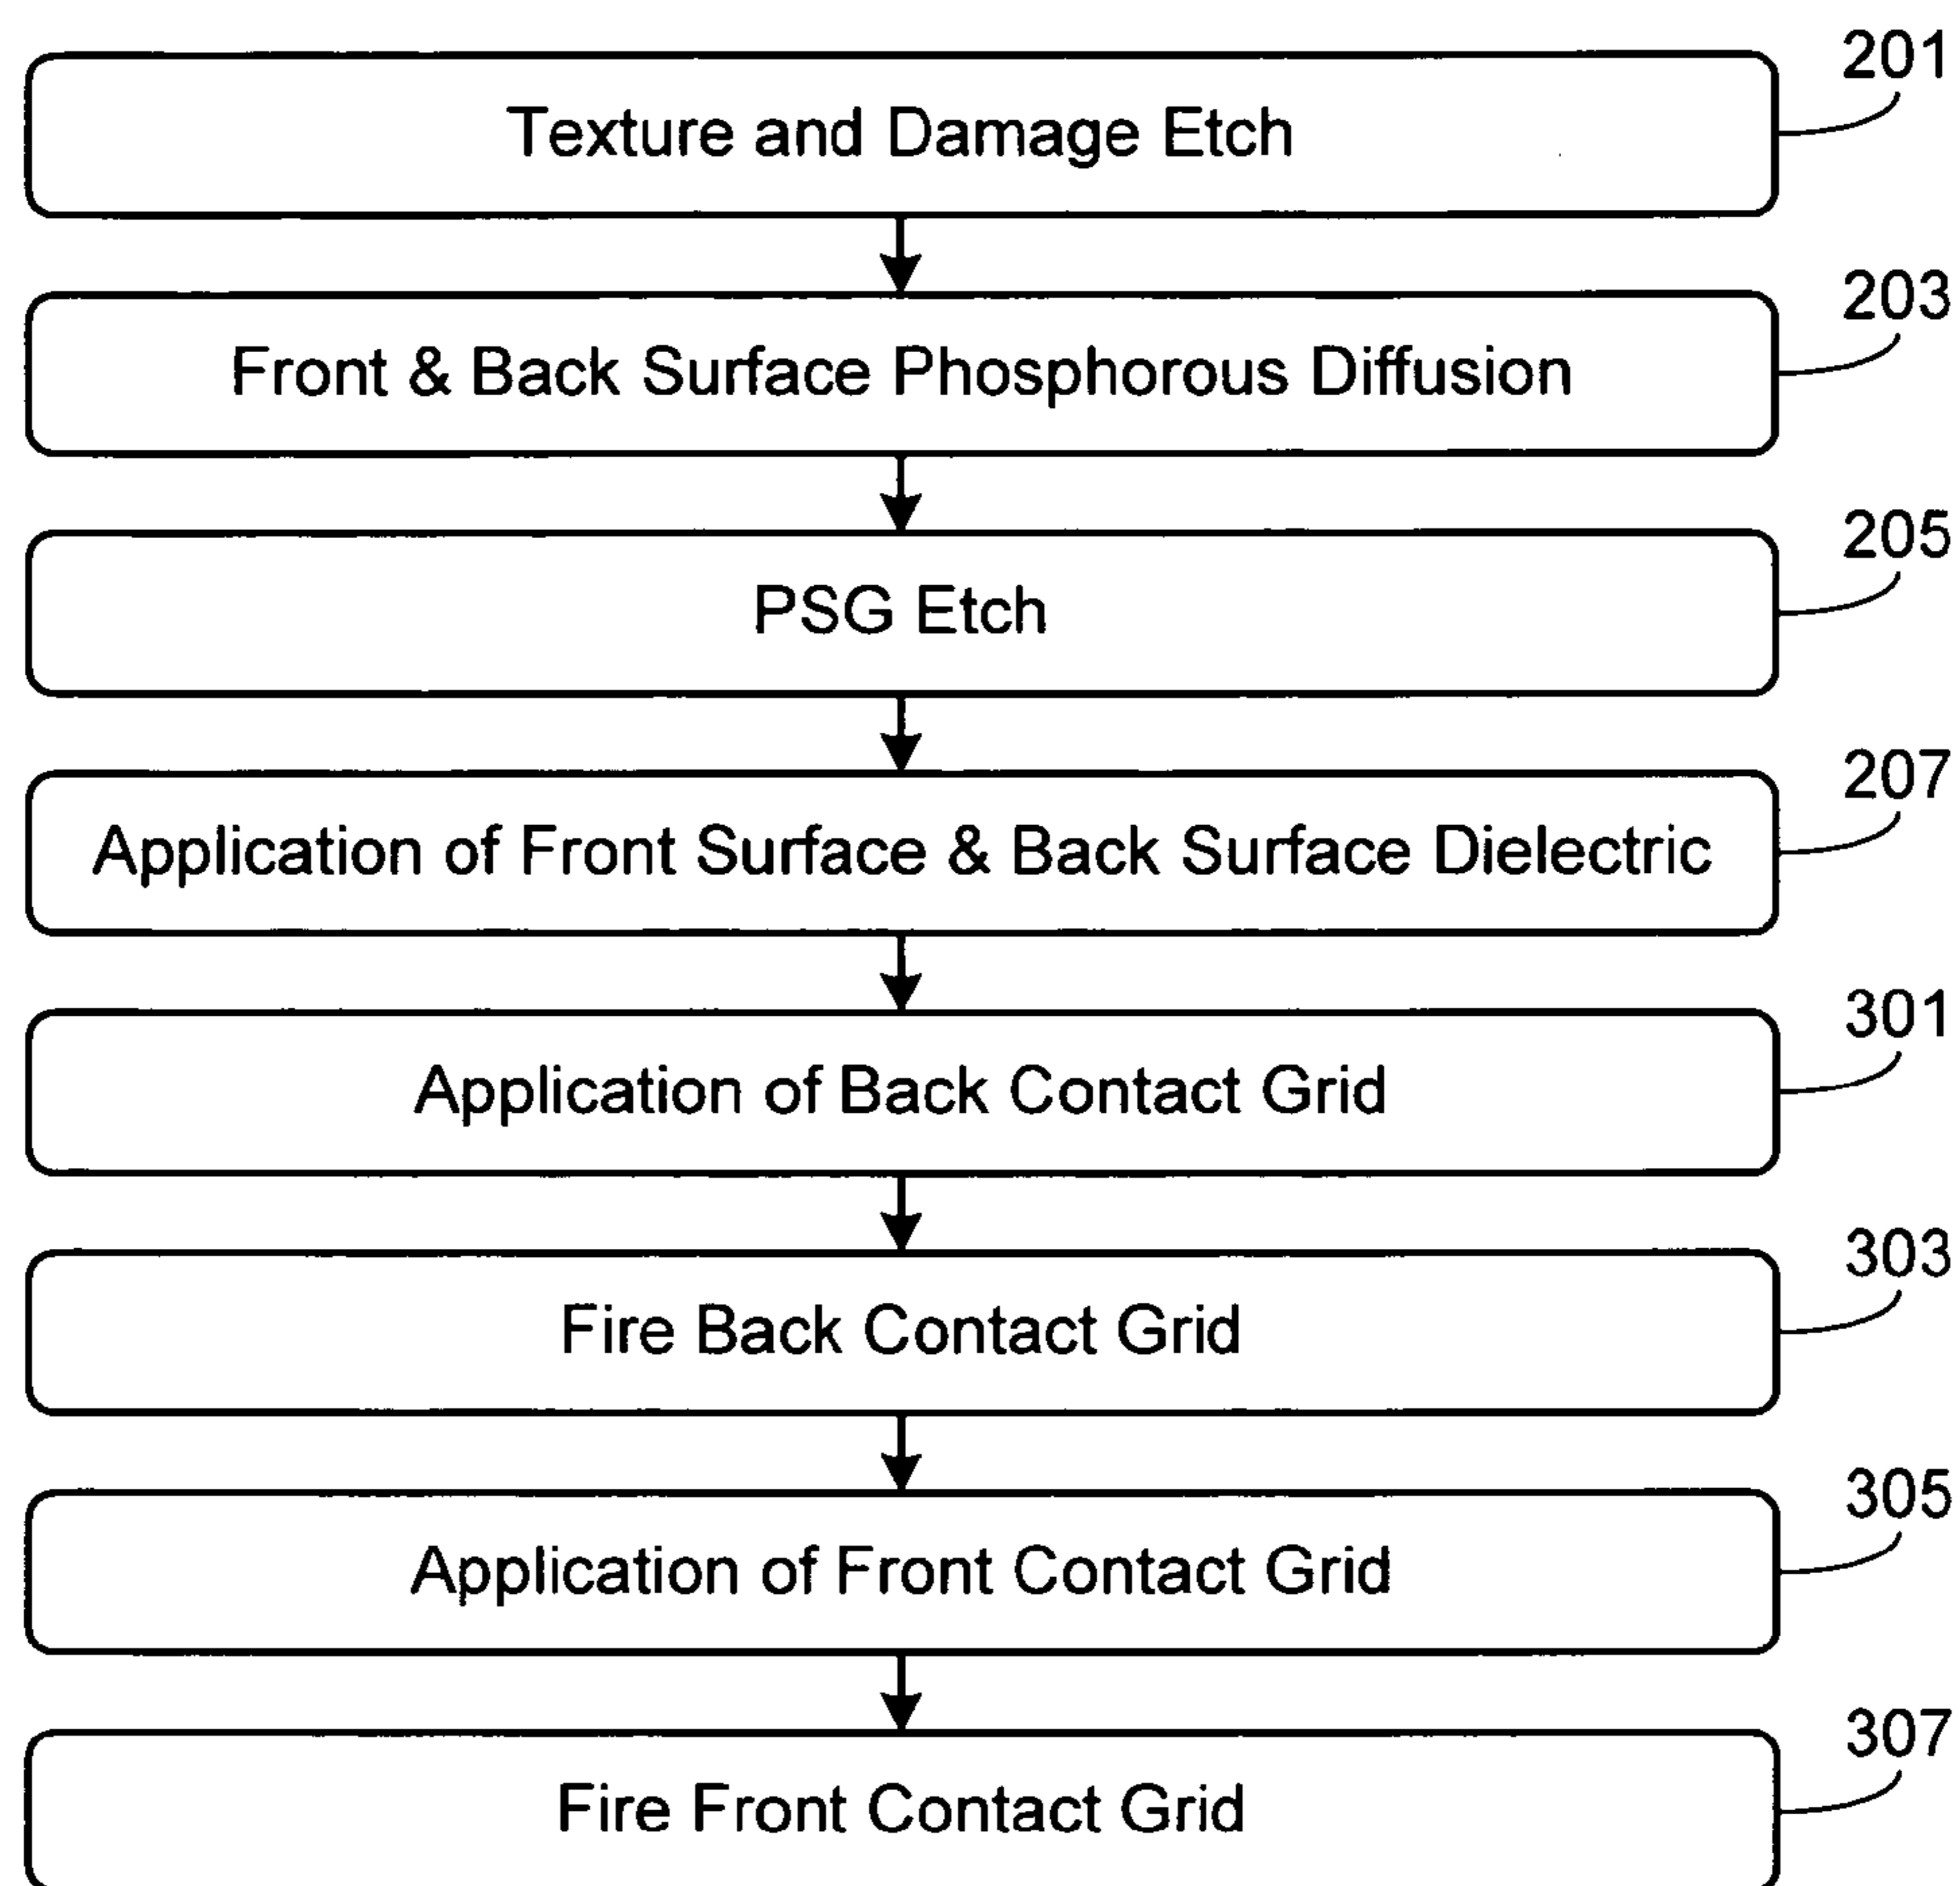 201
Texture and Damage Etch
203
Front & Back Surface Phosphorous Diffusion
205
PSG Etch
207
Application of Front Surface & Back Surface Dielectric
301
Application of Back Contact Grid
303
Fire Back Contact Grid
305
Application of Front Contact Grid
307
Fire Front Contact Grid